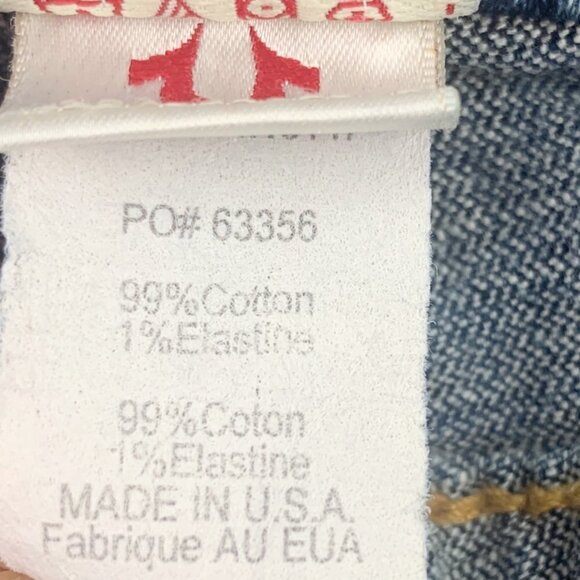 PO# 63356
99%Cotton
1%Elastine
99%Coton
1%Elastine
MADE IN U.S.A.
Fabrique AU EUA